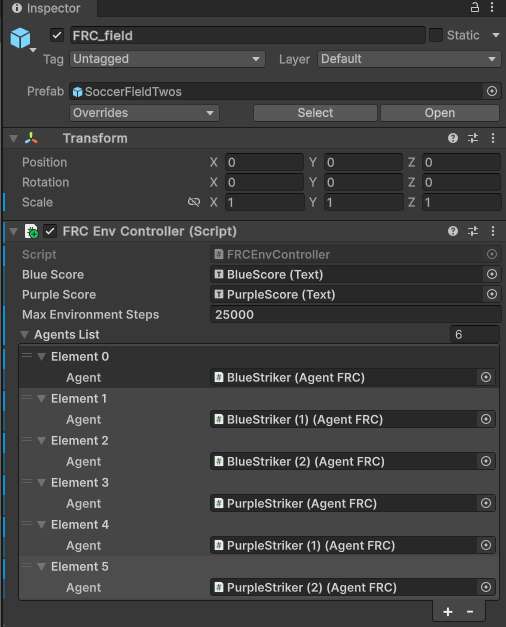 Inspector
FRC_field Static
Tag Untagged Layer Default
Prefab SoccerFieldTwos
Overrides Select Open
Transform
Position X 0 Y 0 Z 0
Rotation X 0 Y 0 Z 0
Scale X 1 Y 1 Z 1
FRC Env Controller (Script)
Script FRCEnvController
Blue Score BlueScore (Text)
Purple Score PurpleScore (Text)
Max Environment Steps 25000
Agents List 6
Element 0
Agent BlueStriker (Agent FRC)
Element 1
Agent BlueStriker (1) (Agent FRC)
Element 2
Agent BlueStriker (2) (Agent FRC)
Element 3
Agent PurpleStriker (Agent FRC)
Element 4
Agent PurpleStriker (1) (Agent FRC)
Element 5
Agent PurpleStriker (2) (Agent FRC)
+ -